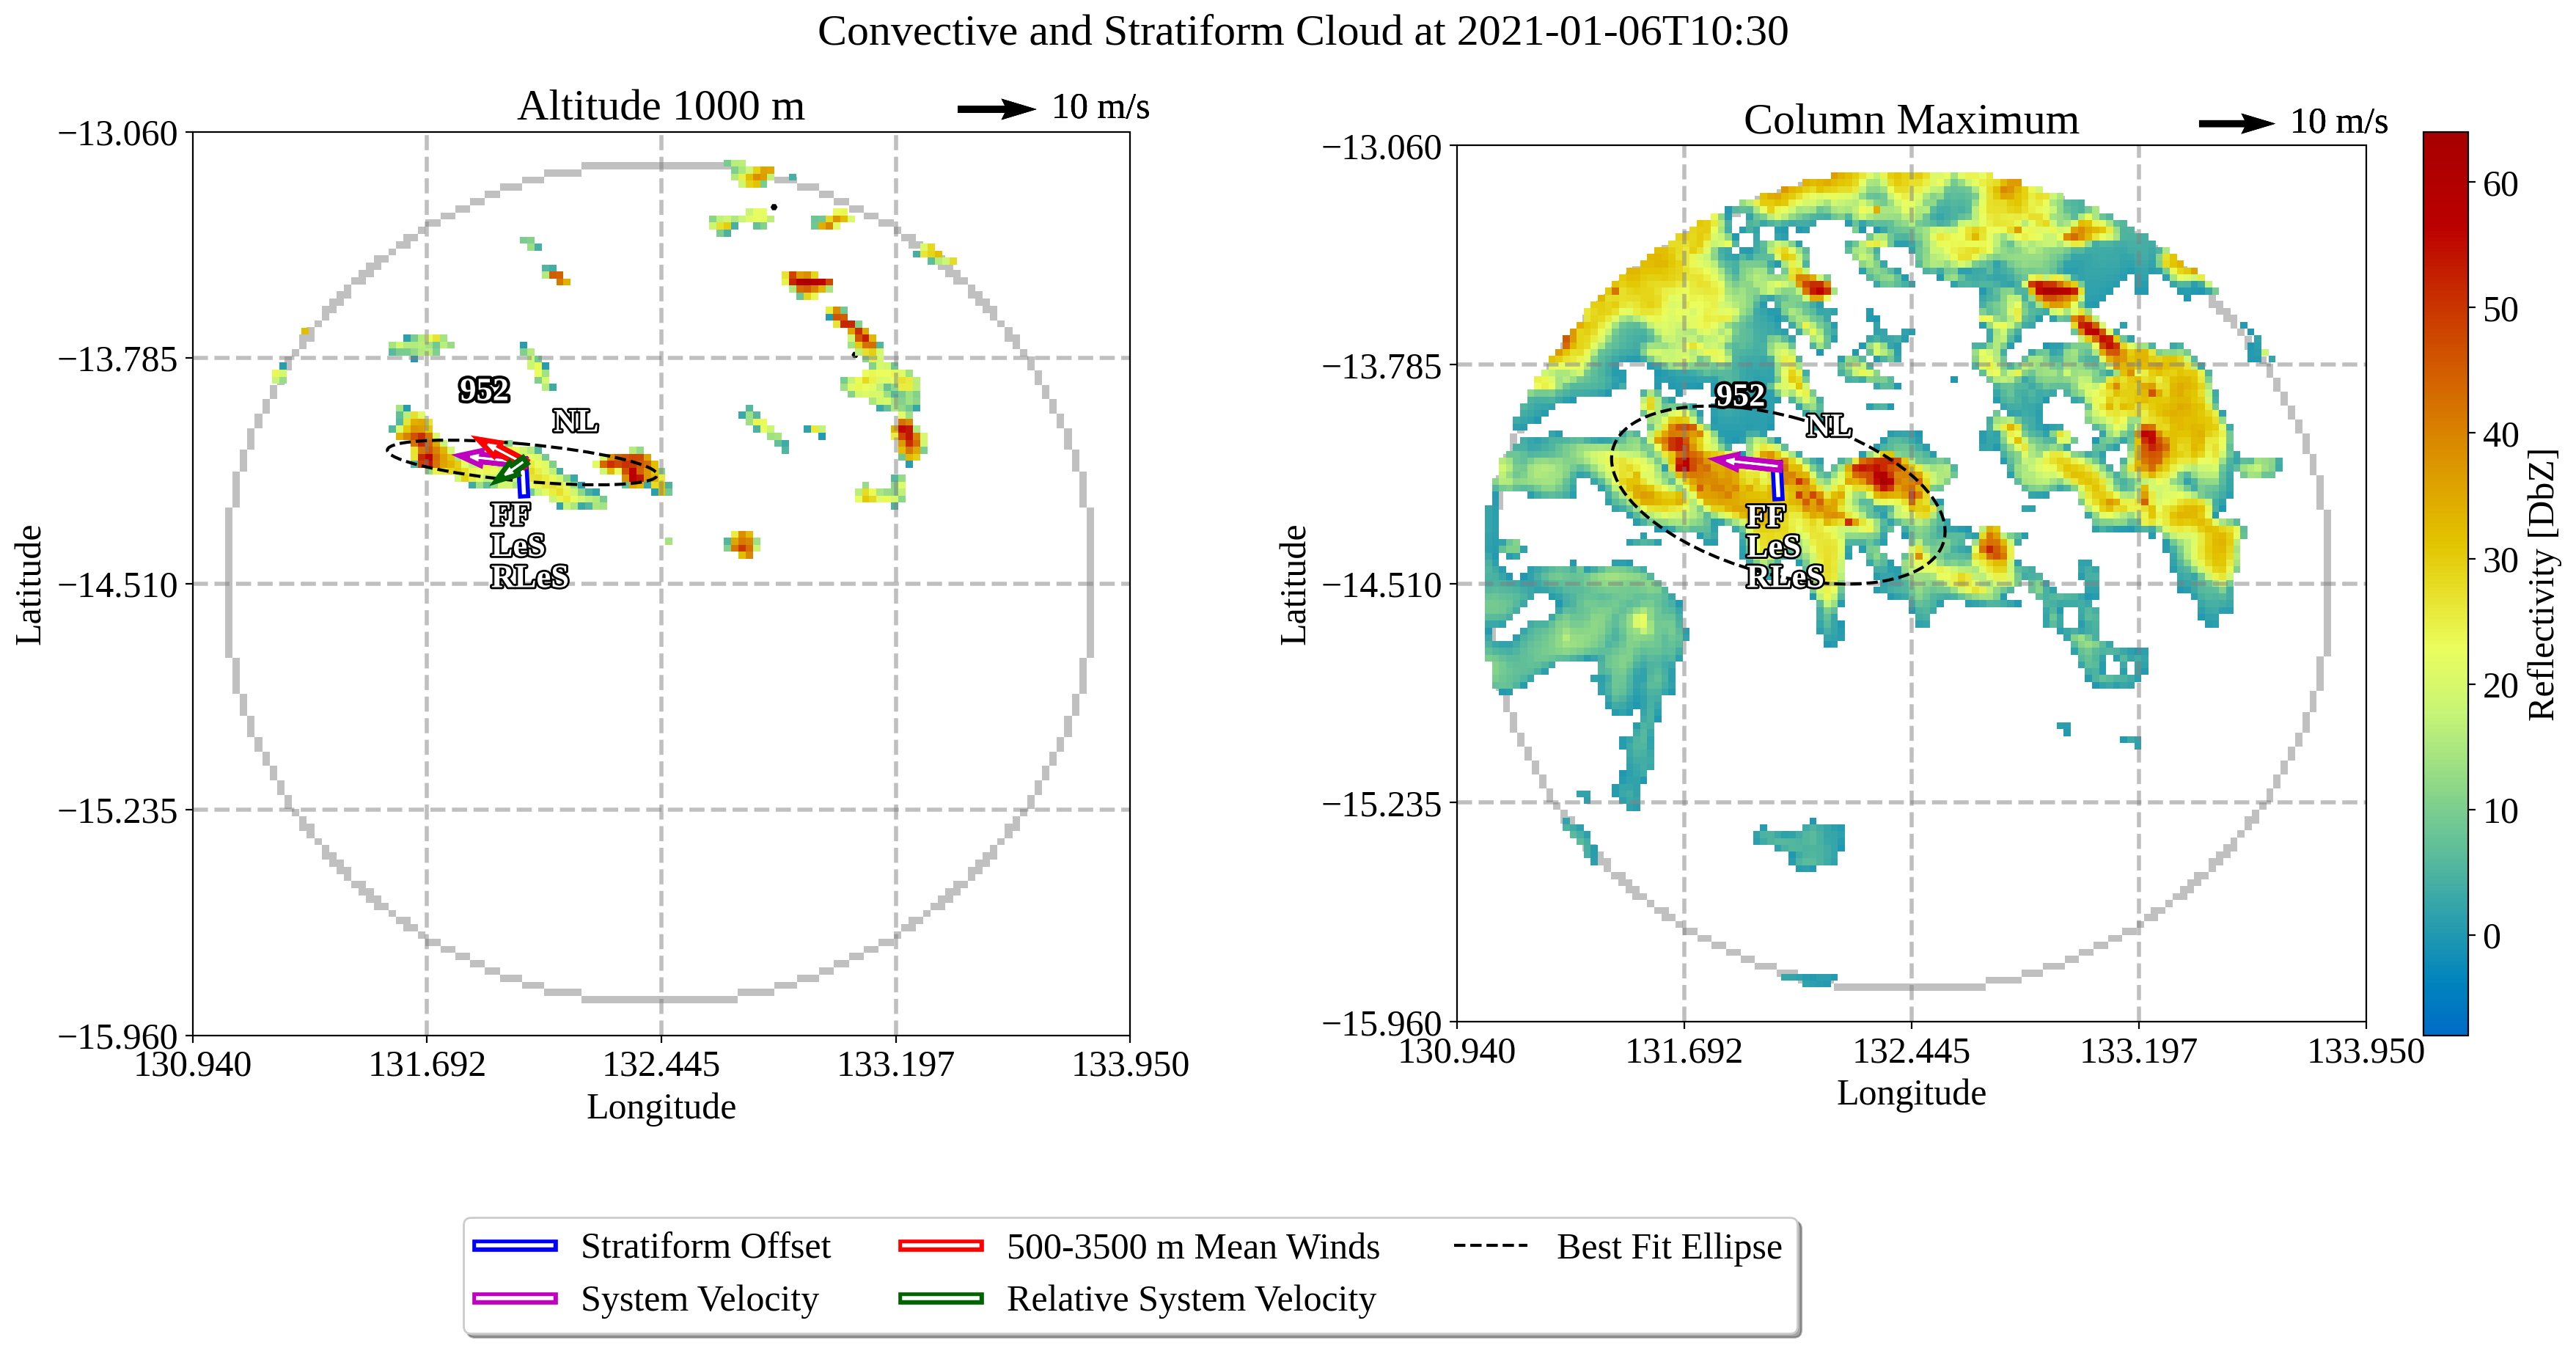 Convective and Stratiform Cloud at 2021-01-06T10:30
Altitude 1000 m
10 m/s
−13.060
−13.785
−14.510
−15.235
−15.960
130.940
131.692
132.445
133.197
133.950
Longitude
Latitude
952
NL
FF
LeS
RLeS
Column Maximum
10 m/s
−13.060
−13.785
−14.510
−15.235
−15.960
130.940
131.692
132.445
133.197
133.950
Longitude
Latitude
952
NL
FF
LeS
RLeS
60
50
40
30
20
10
0
Reflectivity [DbZ]
Stratiform Offset
System Velocity
500-3500 m Mean Winds
Relative System Velocity
Best Fit Ellipse